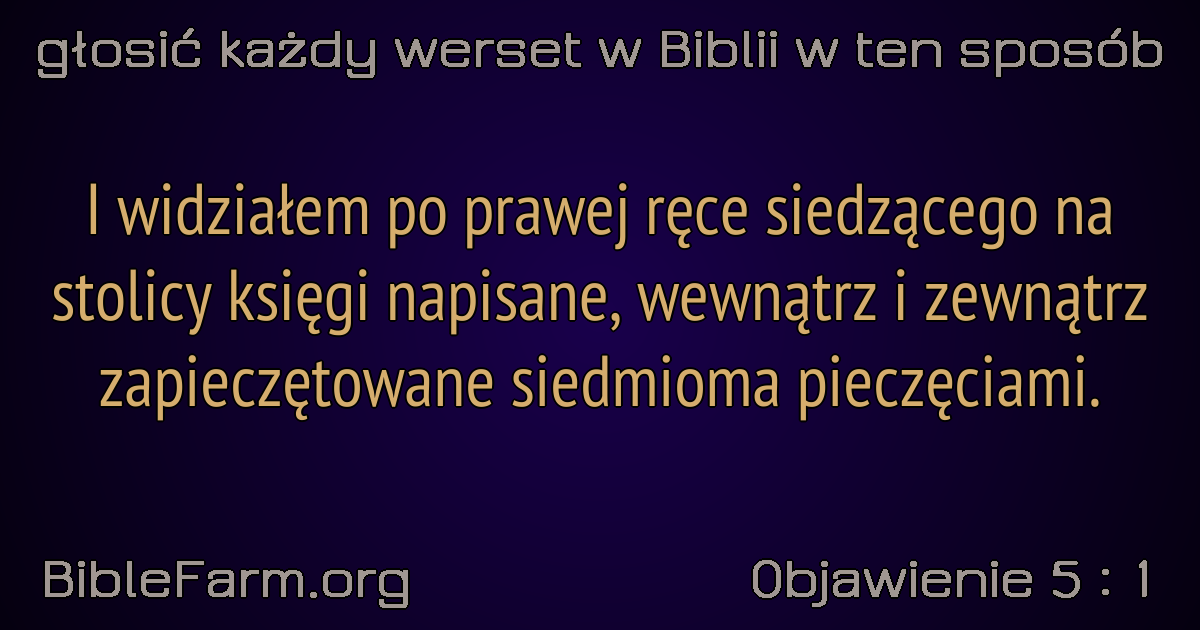 głosić każdy werset w Biblii w ten sposób
I widziałem po prawej ręce siedzącego na
stolicy księgi napisane, wewnątrz i zewnątrz
zapieczętowane siedmioma pieczęciami.
BibleFarm.org
Objawienie 5 : 1